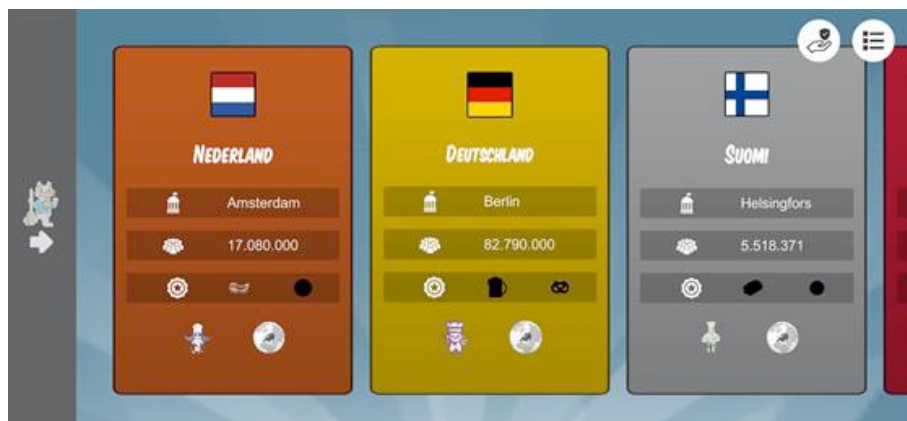 NEDERLAND
Amsterdam
17.080.000
DEUTSCHLAND
Berlin
82.790.000
SUOMI
Helsingfors
5.518.371